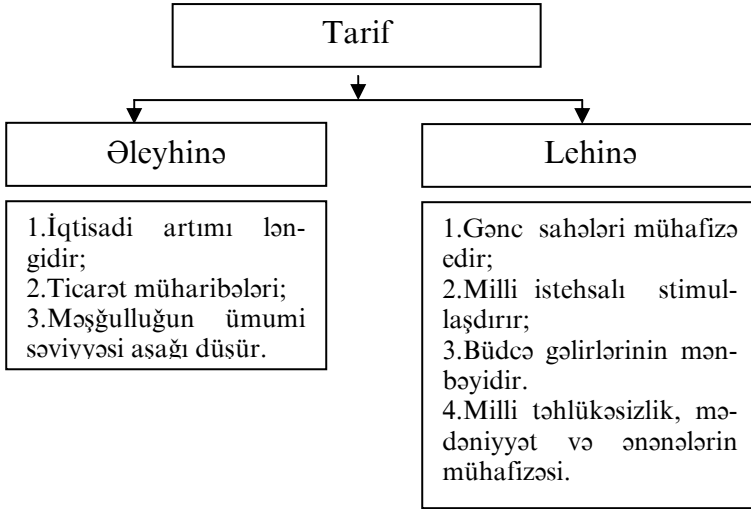 Tarif
Əleyhinə
1.İqtisadi artımı lən-
gidir;
2.Ticarət müharibələri;
3.Məşğulluğun ümumi
səviyyəsi aşağı düşür.
Lehinə
1.Gənc sahələri mühafizə
edir;
2.Milli istehsalı stimul-
laşdırır;
3.Büdcə gəlirlərinin mən-
bəyidir.
4.Milli təhlükəsizlik, mə-
dəniyyət və ənənələrin
mühafizəsi.